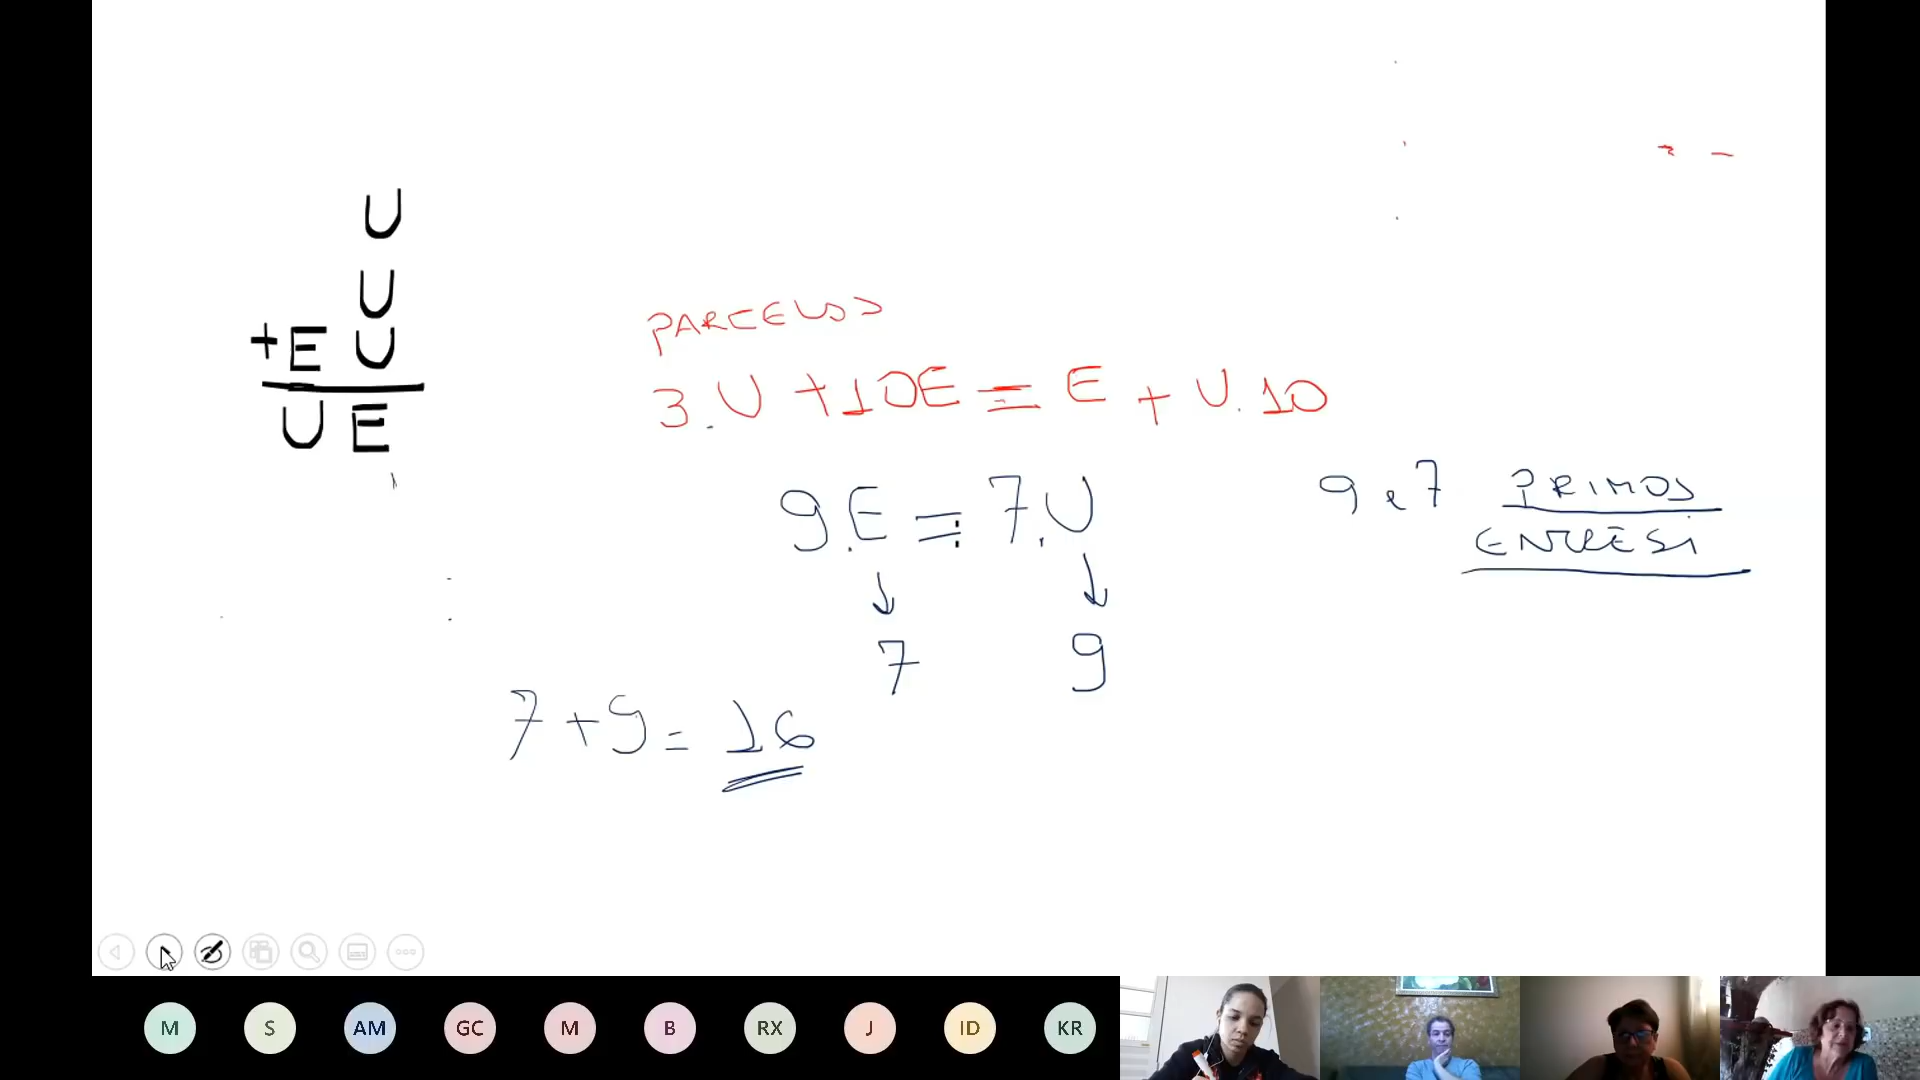 U
U
+ E U
U E
PARCELAS
3.U + 10E = E + U.10
9.E = 7.U
9 e 7 PRIMOS
ENTRE SI
7 9
7 + 9 = 16
M S AM GC M B RX J ID KR